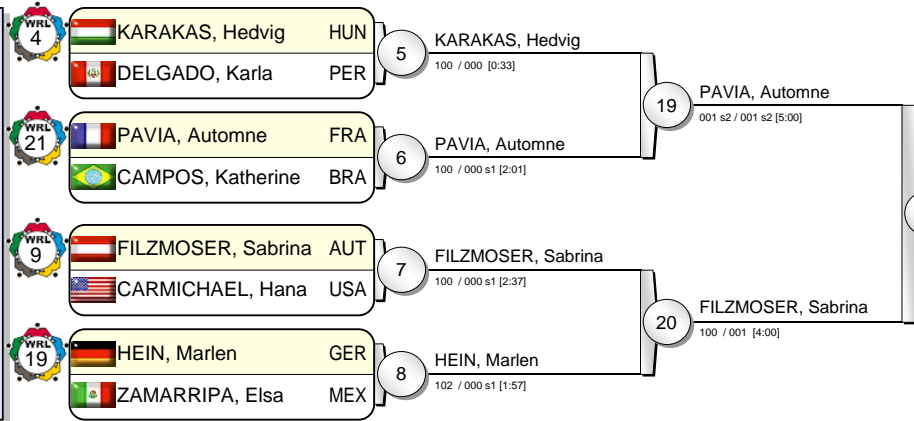 WRL
4
KARAKAS, Hedvig HUN
DELGADO, Karla PER
5
KARAKAS, Hedvig
100 / 000 [0:33]
19
PAVIA, Automne
001 s2 / 001 s2 [5:00]
WRL
21
PAVIA, Automne FRA
CAMPOS, Katherine BRA
6
PAVIA, Automne
100 / 000 s1 [2:01]
WRL
9
FILZMOSER, Sabrina AUT
CARMICHAEL, Hana USA
7
FILZMOSER, Sabrina
100 / 000 s1 [2:37]
20
FILZMOSER, Sabrina
100 / 001 [4:00]
WRL
19
HEIN, Marlen GER
ZAMARRIPA, Elsa MEX
8
HEIN, Marlen
102 / 000 s1 [1:57]